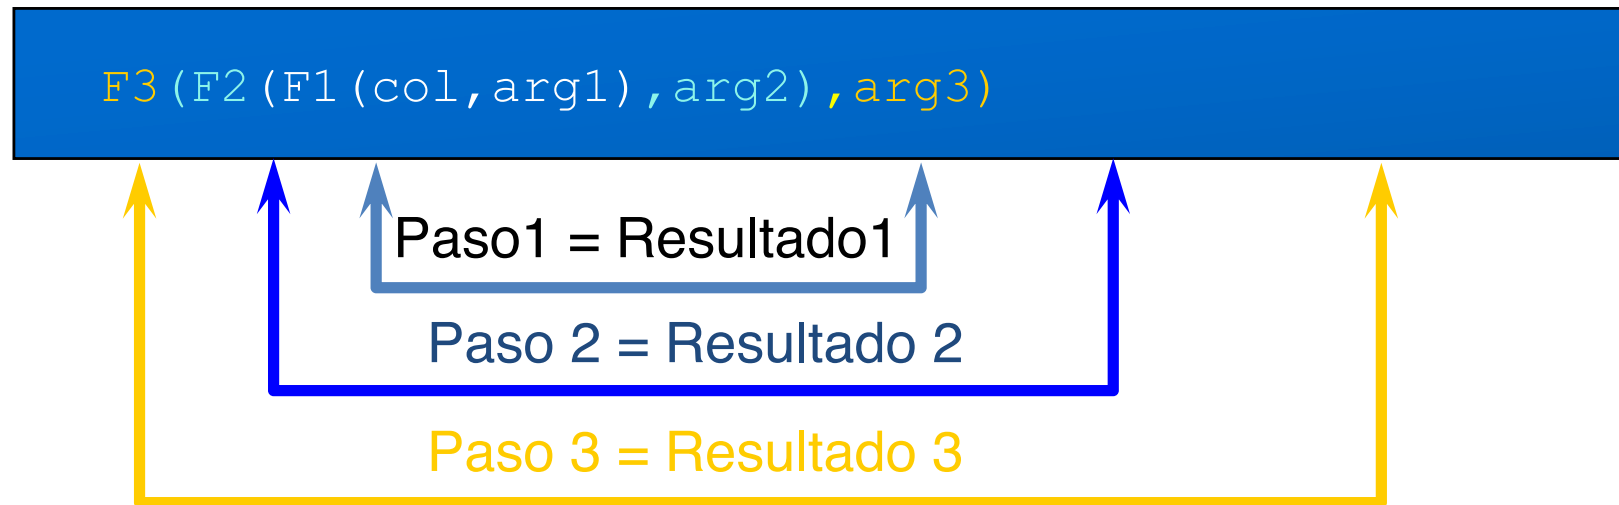 F3(F2(F1(col,arg1),arg2),arg3)
Paso1 = Resultado1
Paso 2 = Resultado 2
Paso 3 = Resultado 3